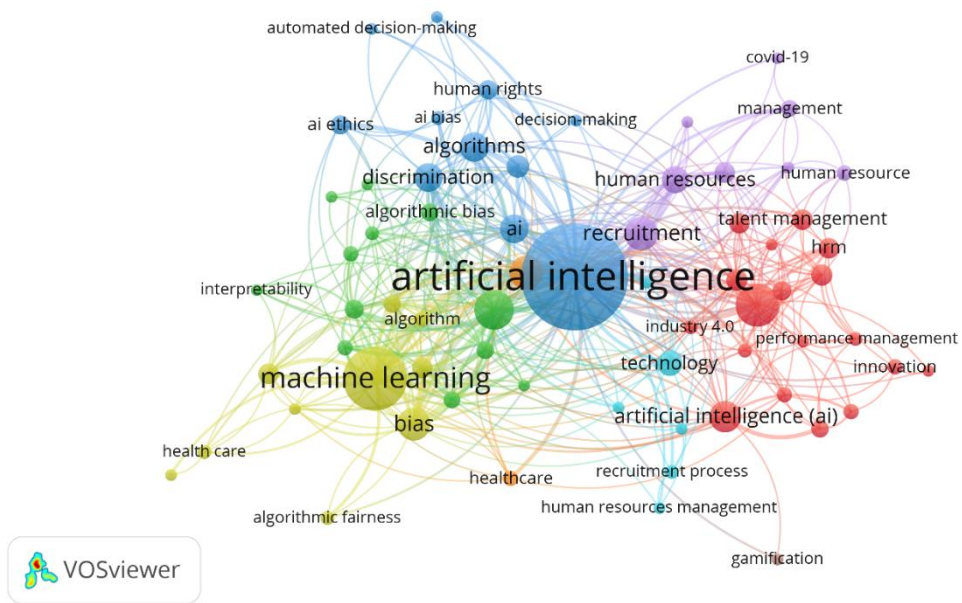 automated decision-making
covid-19
human rights
management
ai ethics
ai bias
decision-making
algorithms
discrimination
human resources
human resource
algorithmic bias
talent management
ai
recruitment
hrm
artificial intelligence
interpretability
algorithm
industry 4.0
performance management
technology
innovation
machine learning
artificial intelligence (ai)
bias
health care
recruitment process
healthcare
human resources management
algorithmic fairness
gamification
VOSviewer